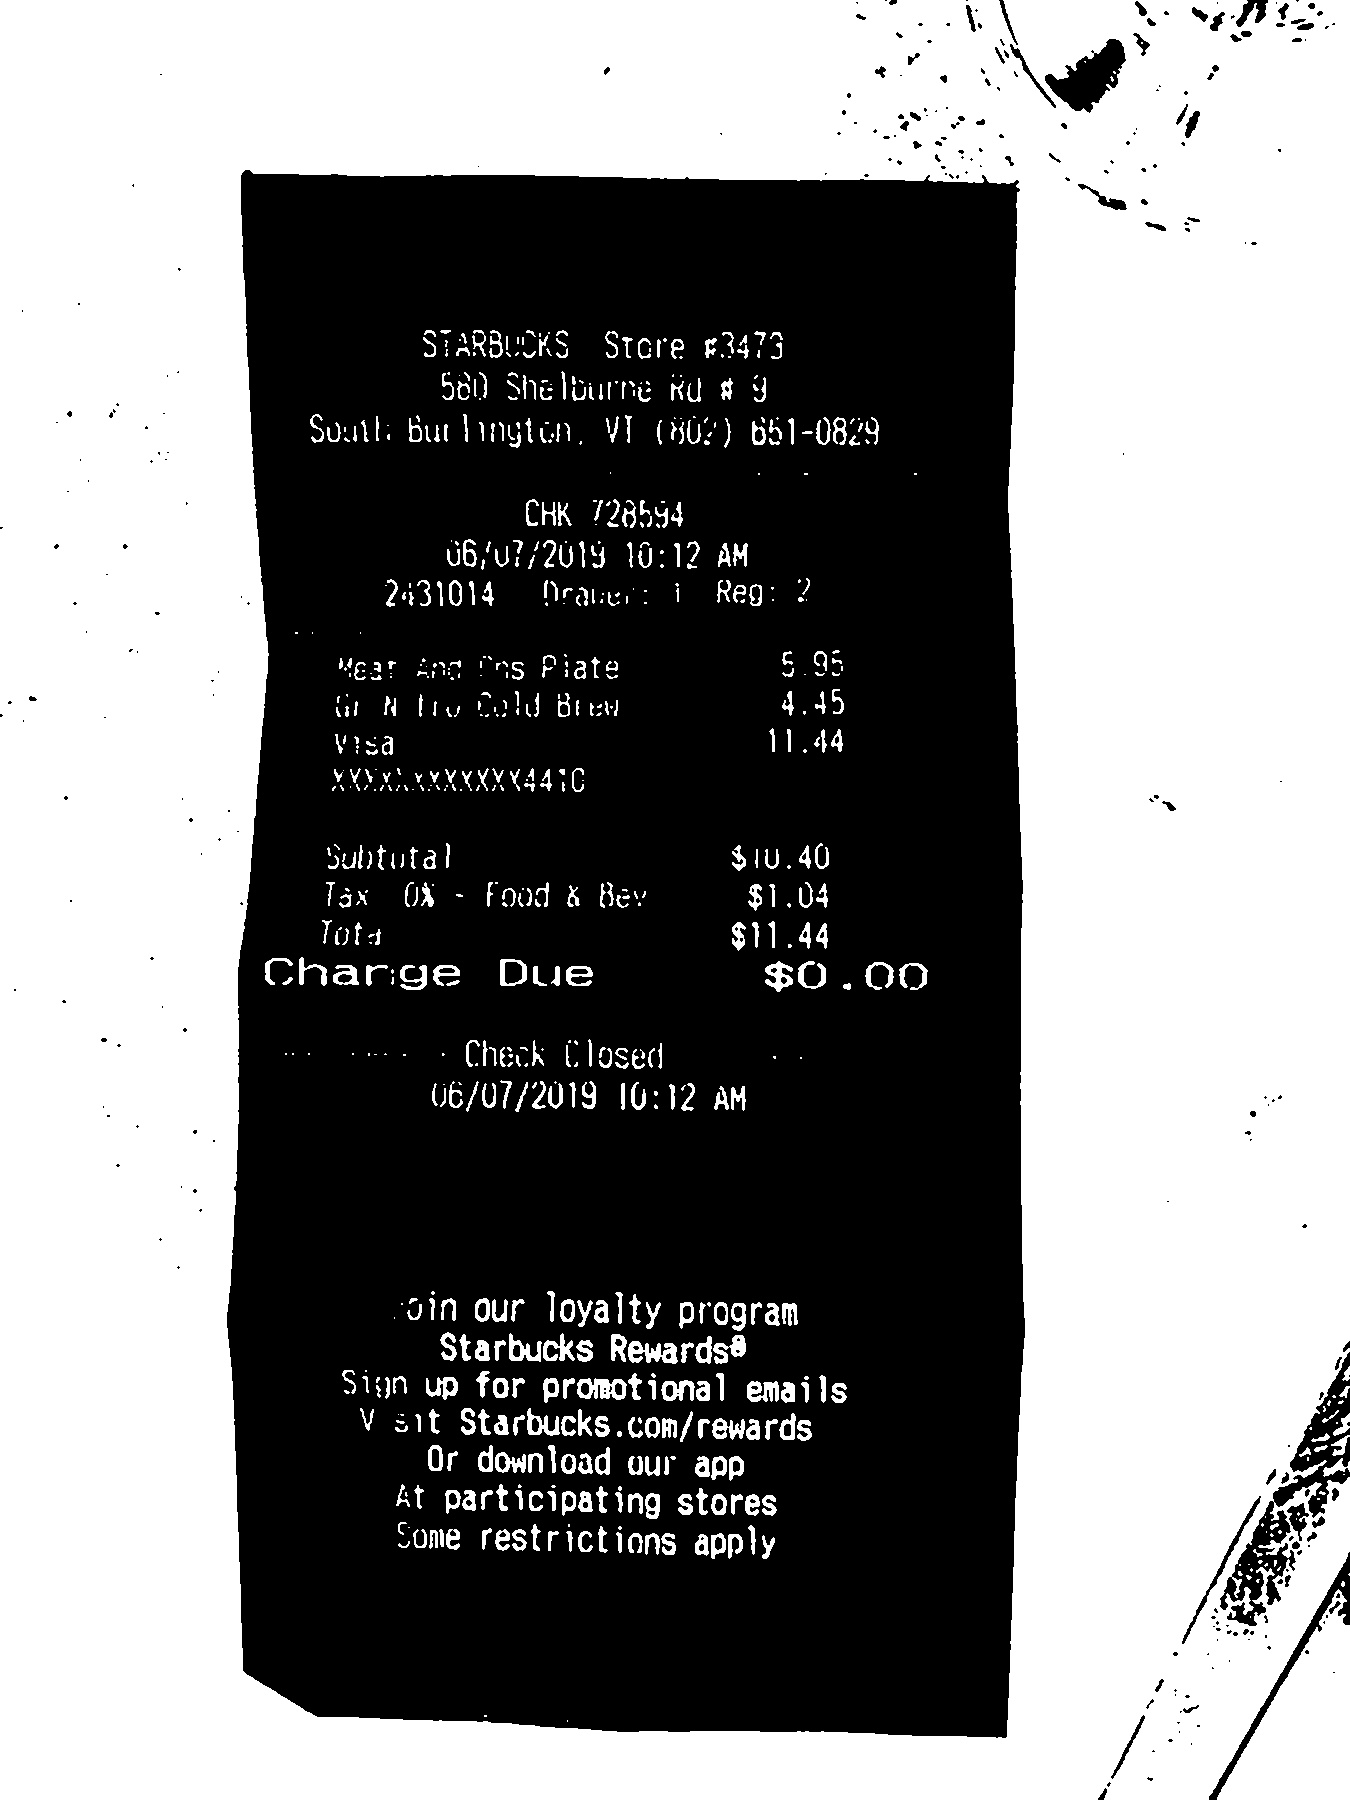 STARBUCKS Store #3473
580 Shelburne Rd # 9
South Burlington, VT (802) 651-0829
CHK 728594
06/07/2019 10:12 AM
2431014 Drawer: 1 Reg: 2
Meat And Chs Plate 5.95
Gr Nitro Cold Brew 4.45
Visa 11.44
XXXXXXXXXXXX4410
Subtotal $10.40
Tax 0% - Food & Bev $1.04
Total $11.44
Change Due $0.00
Check Closed
06/07/2019 10:12 AM
Join our loyalty program
Starbucks Rewards®
Sign up for promotional emails
Visit Starbucks.com/rewards
Or download our app
At participating stores
Some restrictions apply